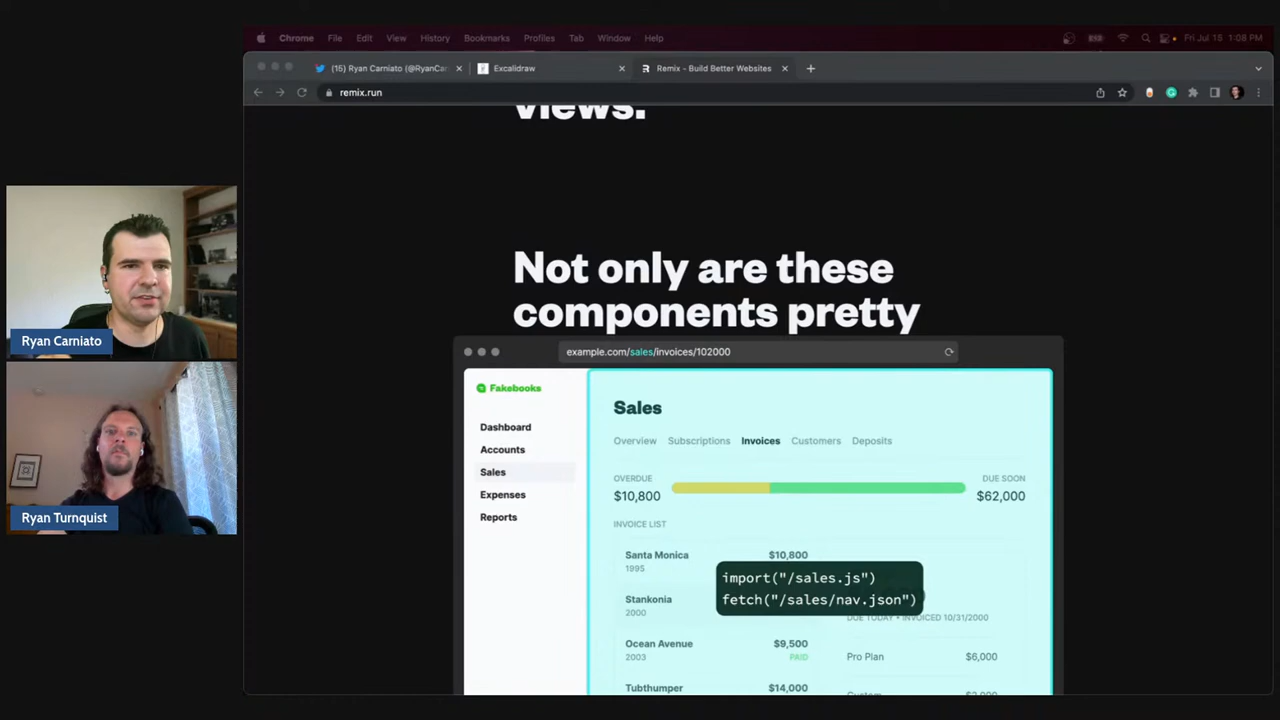 Chrome File Edit View History Bookmarks Profiles Tab Window Help Fri Jul 15 1:08 PM
(15) Ryan Carniato (@RyanCar
Excalidraw
Remix - Build Better Websites
remix.run
views.
Not only are these
components pretty
example.com/sales/invoices/102000
Fakebooks
Dashboard
Accounts
Sales
Expenses
Reports
Sales
Overview Subscriptions Invoices Customers Deposits
OVERDUE
$10,800
DUE SOON
$62,000
INVOICE LIST
Santa Monica $10,800
1995
import("/sales.js")
fetch("/sales/nav.json")
Stankonia
2000
DUE TODAY • INVOICED 10/31/2000
Ocean Avenue $9,500
2003 PAID
Pro Plan $6,000
Tubthumper $14,000
Ryan Carniato
Ryan Turnquist